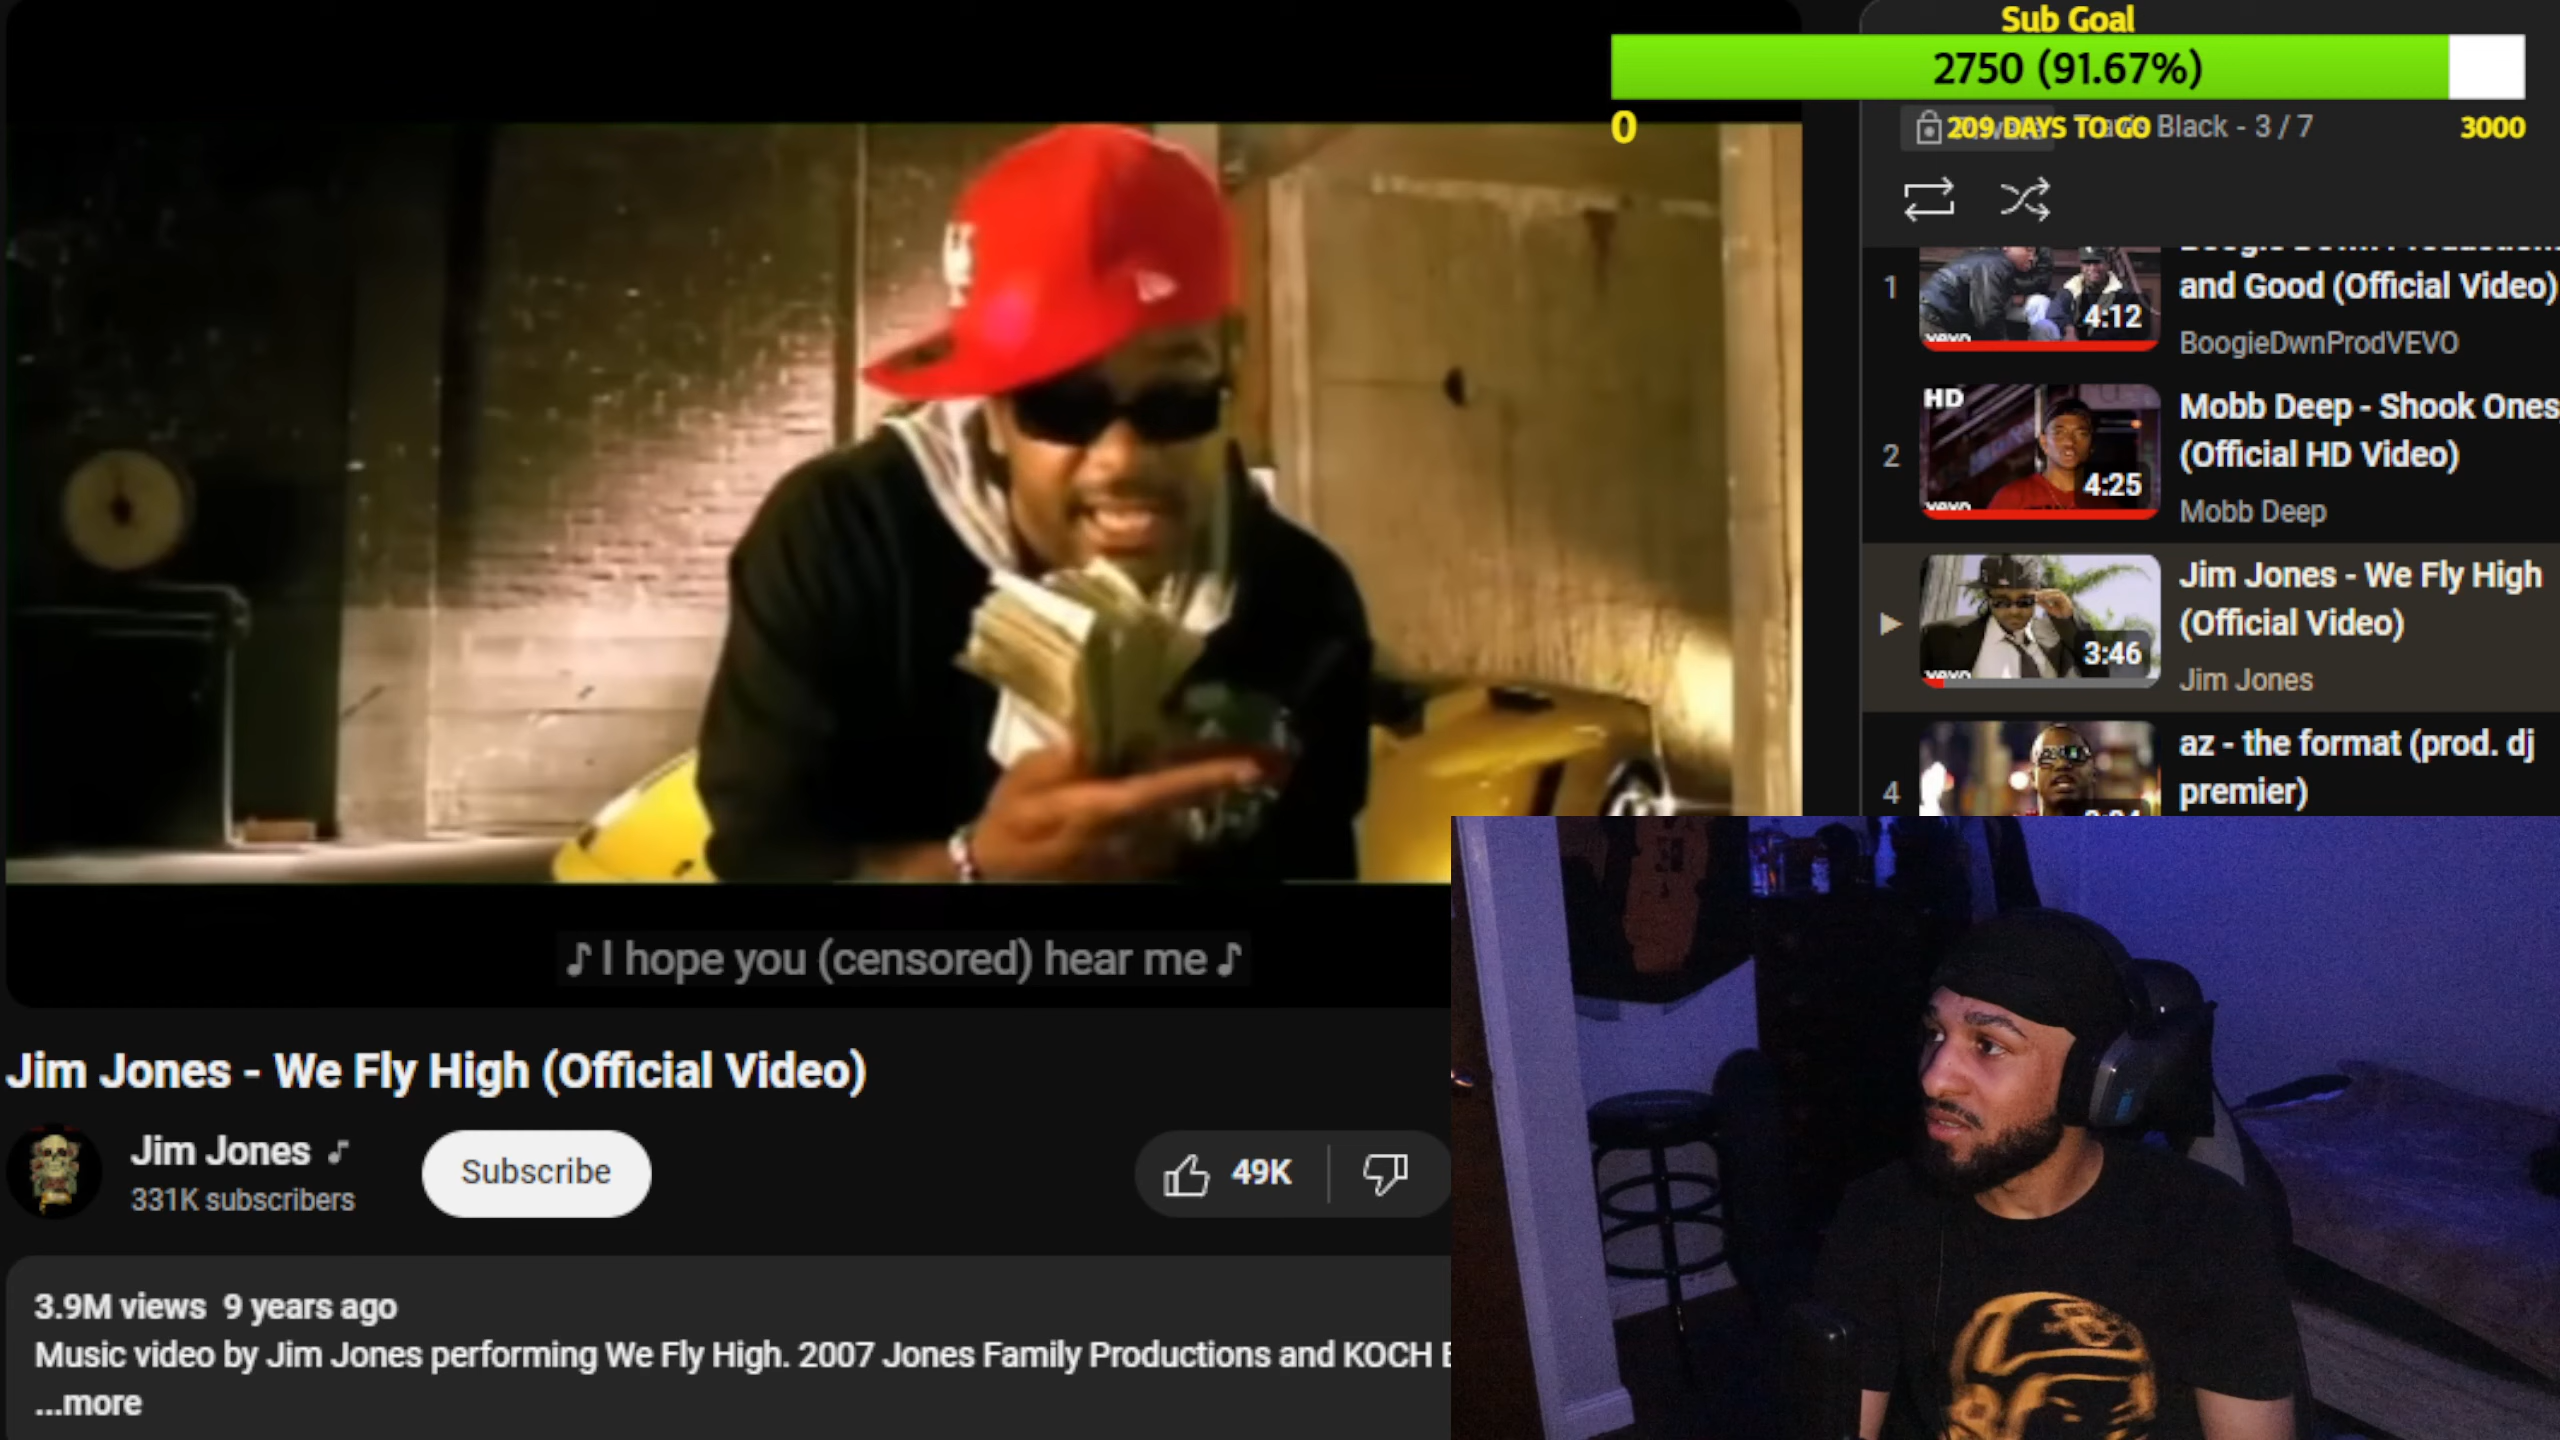 Sub Goal
2750 (91.67%)
0
209 DAYS TO GO
Black - 3 / 7
3000
1
and Good (Official Video)
4:12
BoogieDwnProdVEVO
HD
2
Mobb Deep - Shook Ones
(Official HD Video)
4:25
vevo
Mobb Deep
Jim Jones - We Fly High
(Official Video)
3:46
vevo
Jim Jones
4
az - the format (prod. dj
premier)
♪ I hope you (censored) hear me ♪
Jim Jones - We Fly High (Official Video)
Jim Jones ♪
331K subscribers
Subscribe
49K
3.9M views 9 years ago
Music video by Jim Jones performing We Fly High. 2007 Jones Family Productions and KOCH
...more